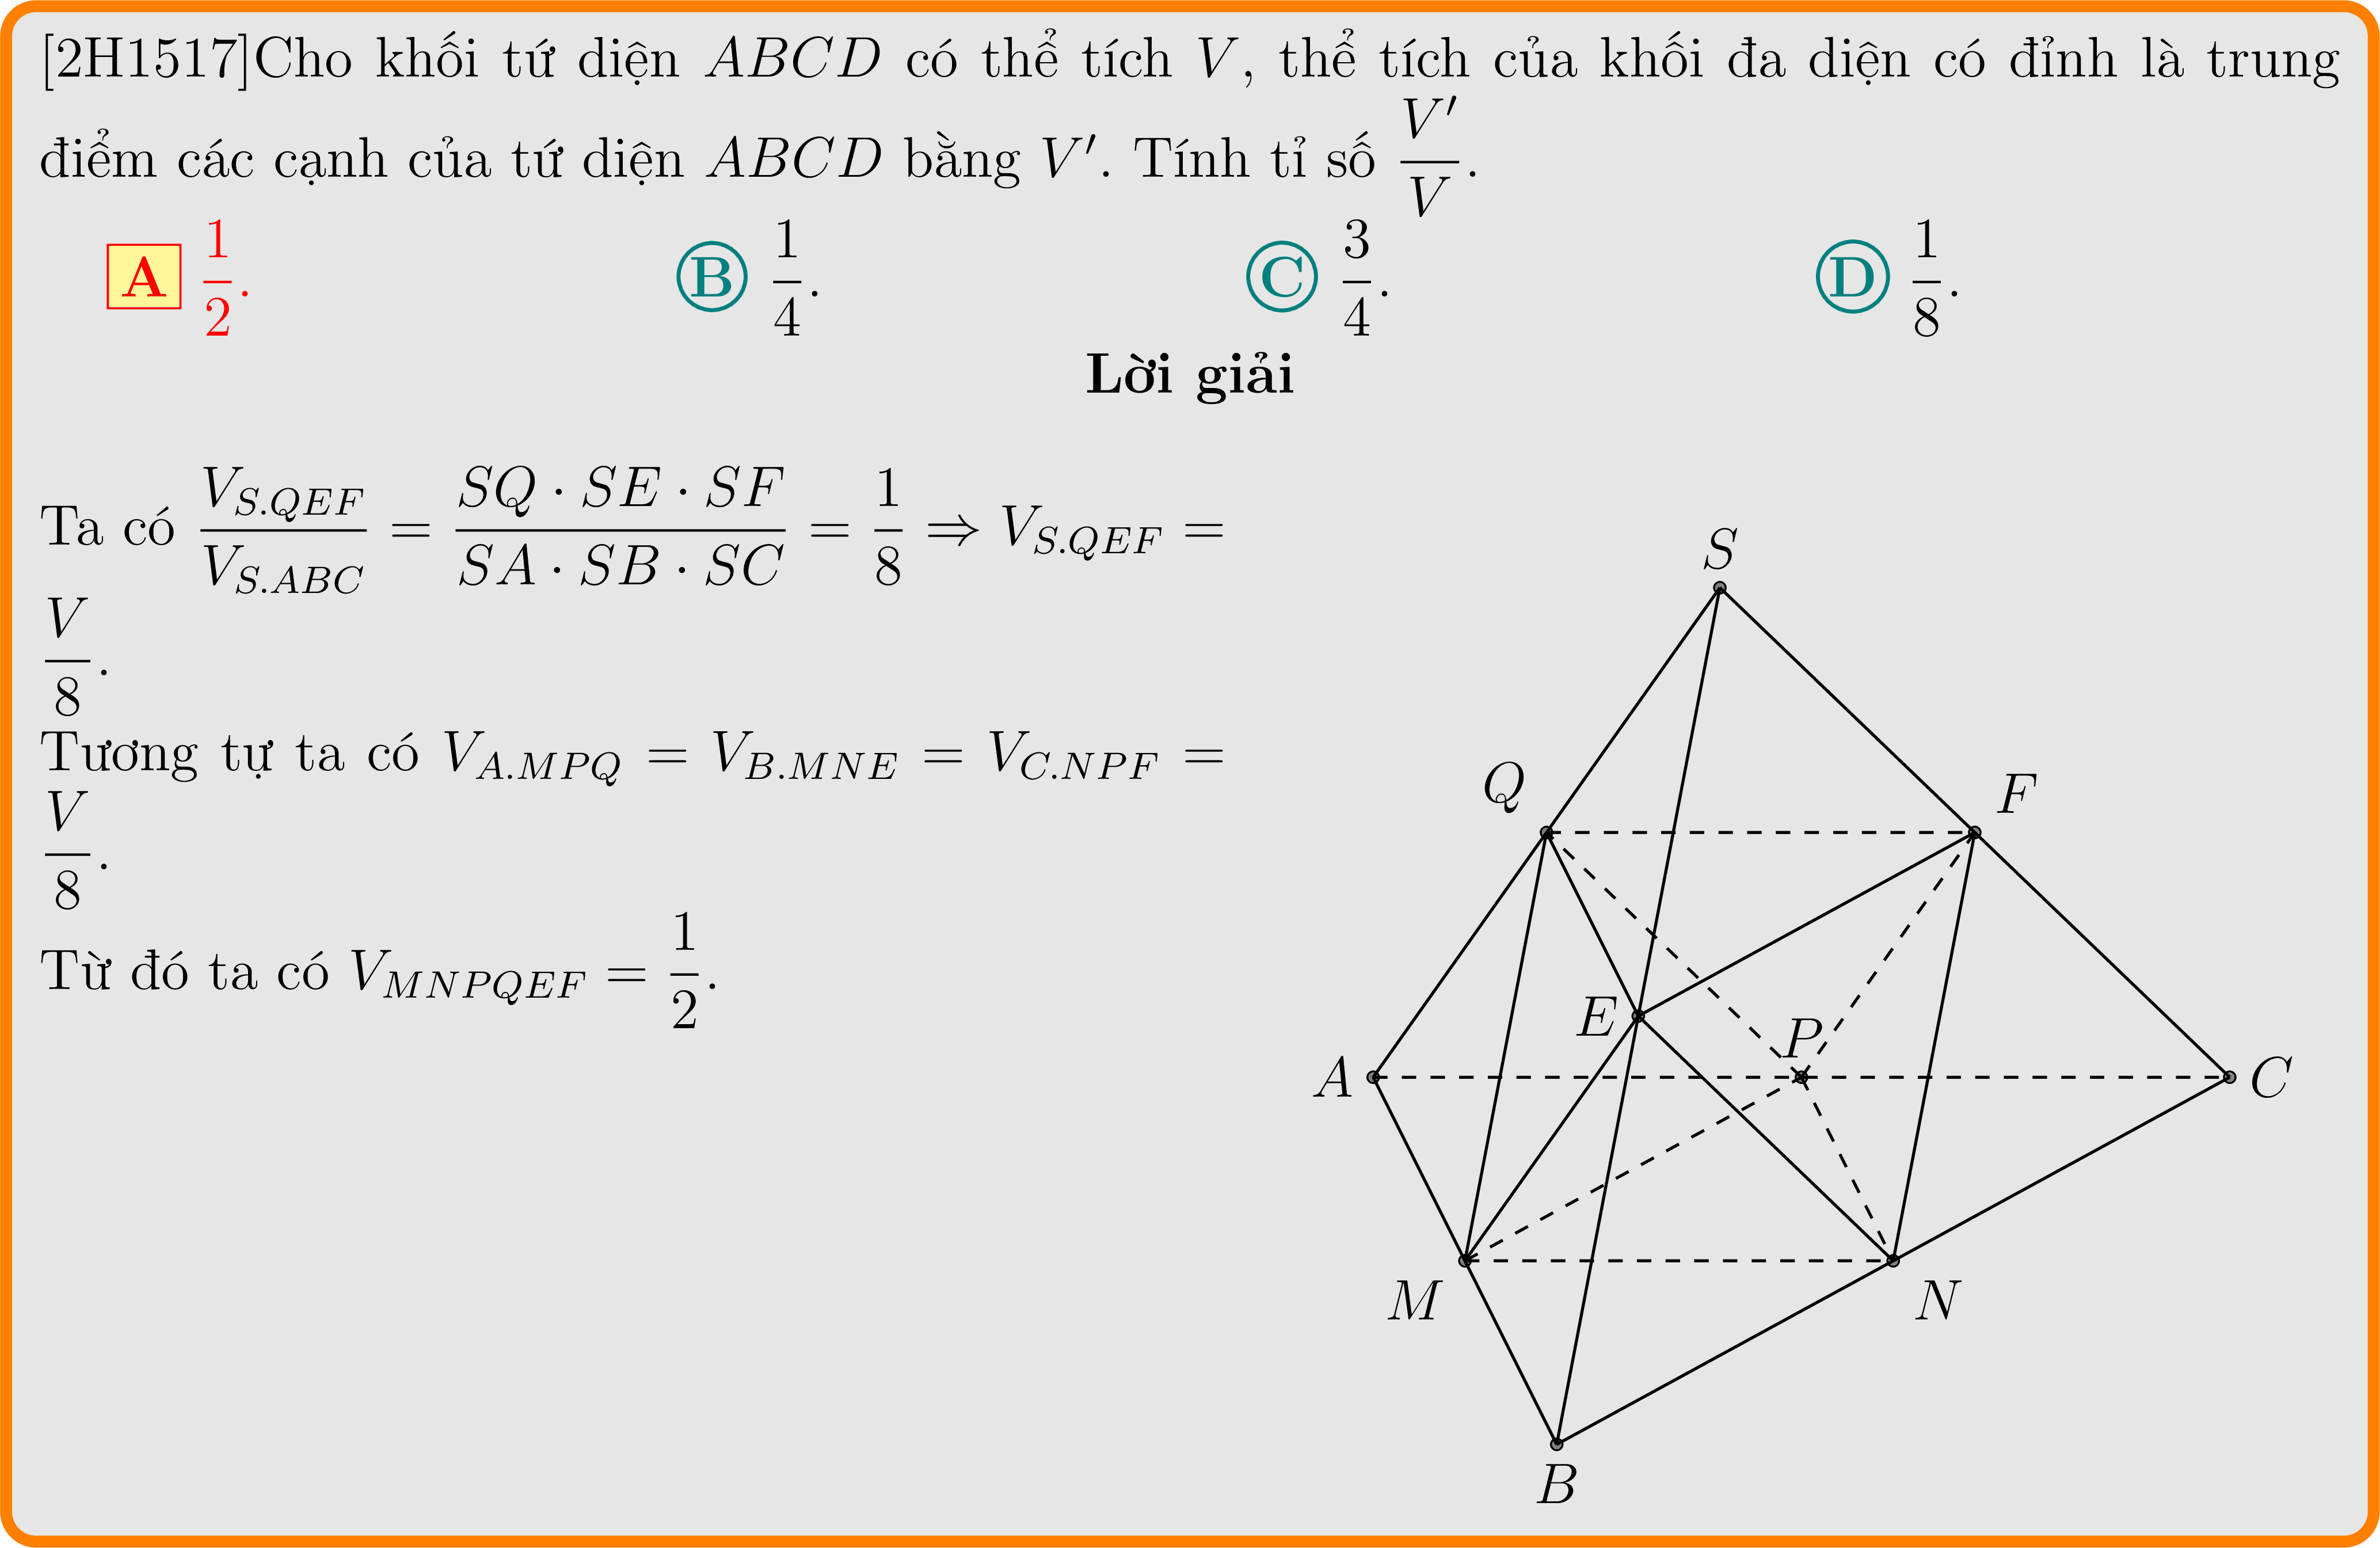 [2H1517]Cho khối tứ diện ABCD có thể tích V, thể tích của khối đa diện có đỉnh là trung
điểm các cạnh của tứ diện ABCD bằng V′. Tính tỉ số \frac{V'}{V}.
A \frac{1}{2}. B \frac{1}{4}. C \frac{3}{4}. D \frac{1}{8}.
Lời giải
Ta có \frac{V_{S.QEF}}{V_{S.ABC}} = \frac{SQ \cdot SE \cdot SF}{SA \cdot SB \cdot SC} = \frac{1}{8} ⇒ V_{S.QEF} =
\frac{V}{8}.
Tương tự ta có V_{A.MPQ} = V_{B.MNE} = V_{C.NPF} =
\frac{V}{8}.
Từ đó ta có V_{MNPQEF} = \frac{1}{2}.
S
Q
F
E
P
A
C
M
N
B